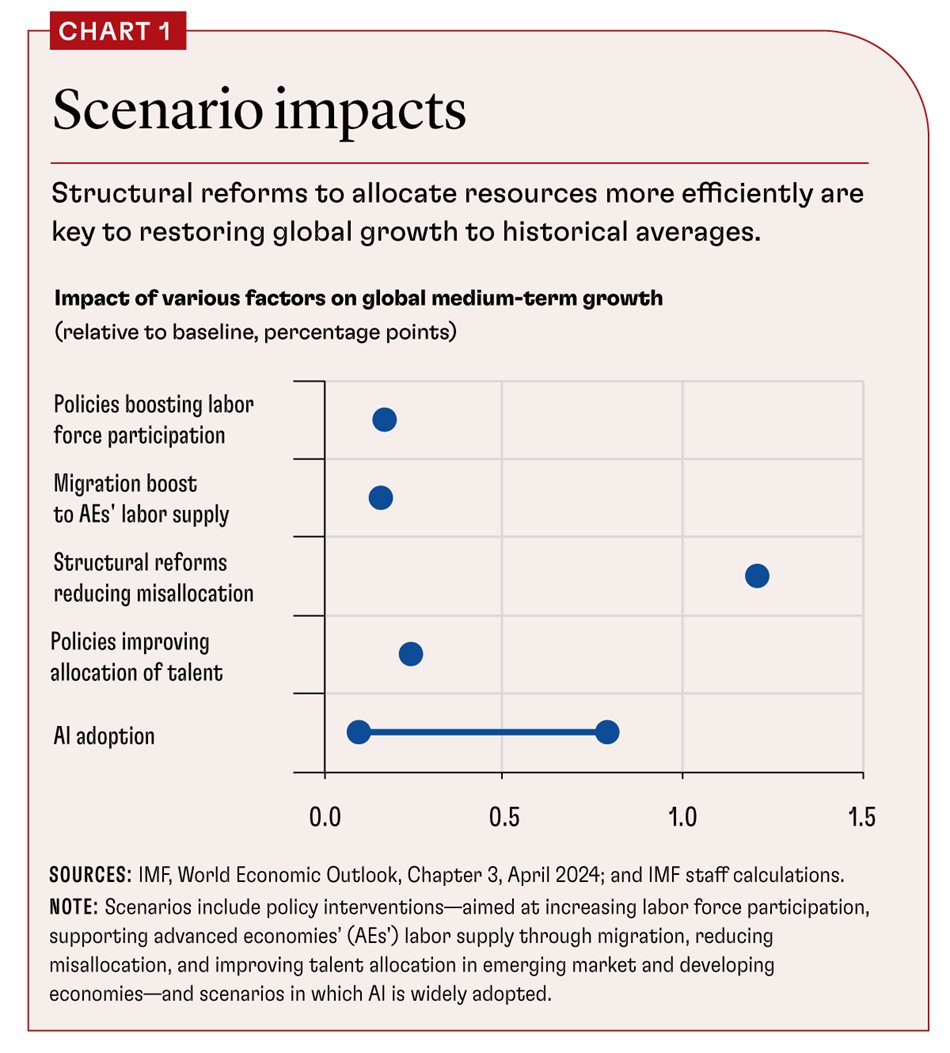 CHART 1
Scenario impacts
Structural reforms to allocate resources more efficiently are
key to restoring global growth to historical averages.
Impact of various factors on global medium-term growth
(relative to baseline, percentage points)
Policies boosting labor
force participation
Migration boost
to AEs' labor supply
Structural reforms
reducing misallocation
Policies improving
allocation of talent
AI adoption
0.0 0.5 1.0 1.5
SOURCES: IMF, World Economic Outlook, Chapter 3, April 2024; and IMF staff calculations.
NOTE: Scenarios include policy interventions—aimed at increasing labor force participation,
supporting advanced economies’ (AEs') labor supply through migration, reducing
misallocation, and improving talent allocation in emerging market and developing
economies—and scenarios in which AI is widely adopted.